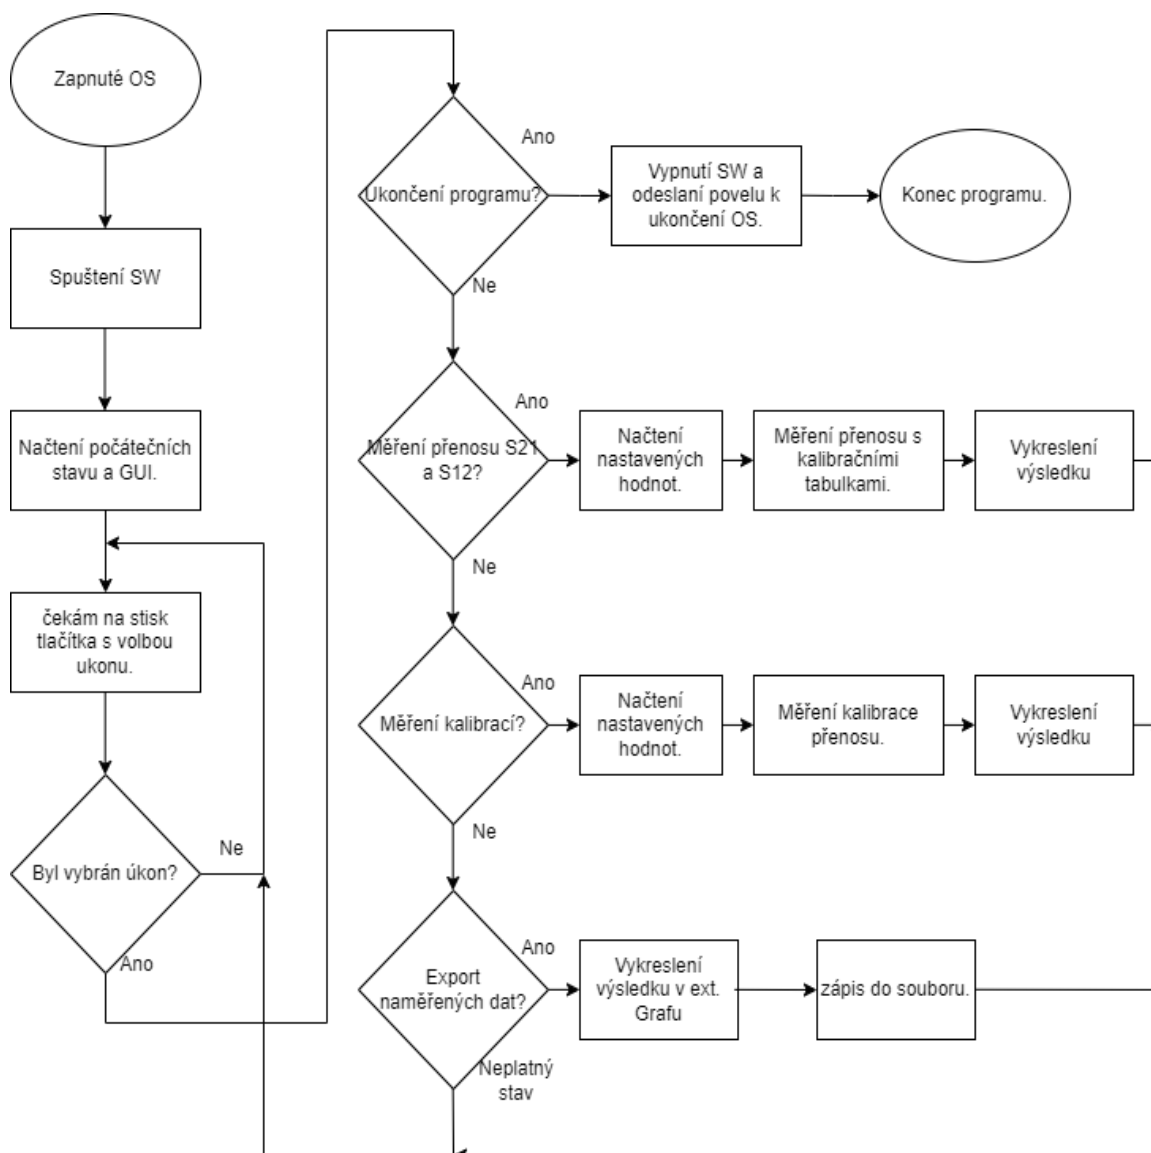 Zapnuté OS
Spuštení SW
Načtení počátečních
stavu a GUI.
čekám na stisk
tlačítka s volbou
ukonu.
Byl vybrán úkon?
Ne
Ano
Ukončení programu?
Ano
Ne
Vypnutí SW a
odeslaní povelu k
ukončení OS.
Konec programu.
Měření přenosu S21
a S12?
Ano
Ne
Načtení
nastavených
hodnot.
Měření přenosu s
kalibračními
tabulkami.
Vykreslení
výsledku
Měření kalibrací?
Ano
Ne
Načtení
nastavených
hodnot.
Měření kalibrace
přenosu.
Vykreslení
výsledku
Export
naměřených dat?
Ano
Neplatný
stav
Vykreslení
výsledku v ext.
Grafu
zápis do souboru.